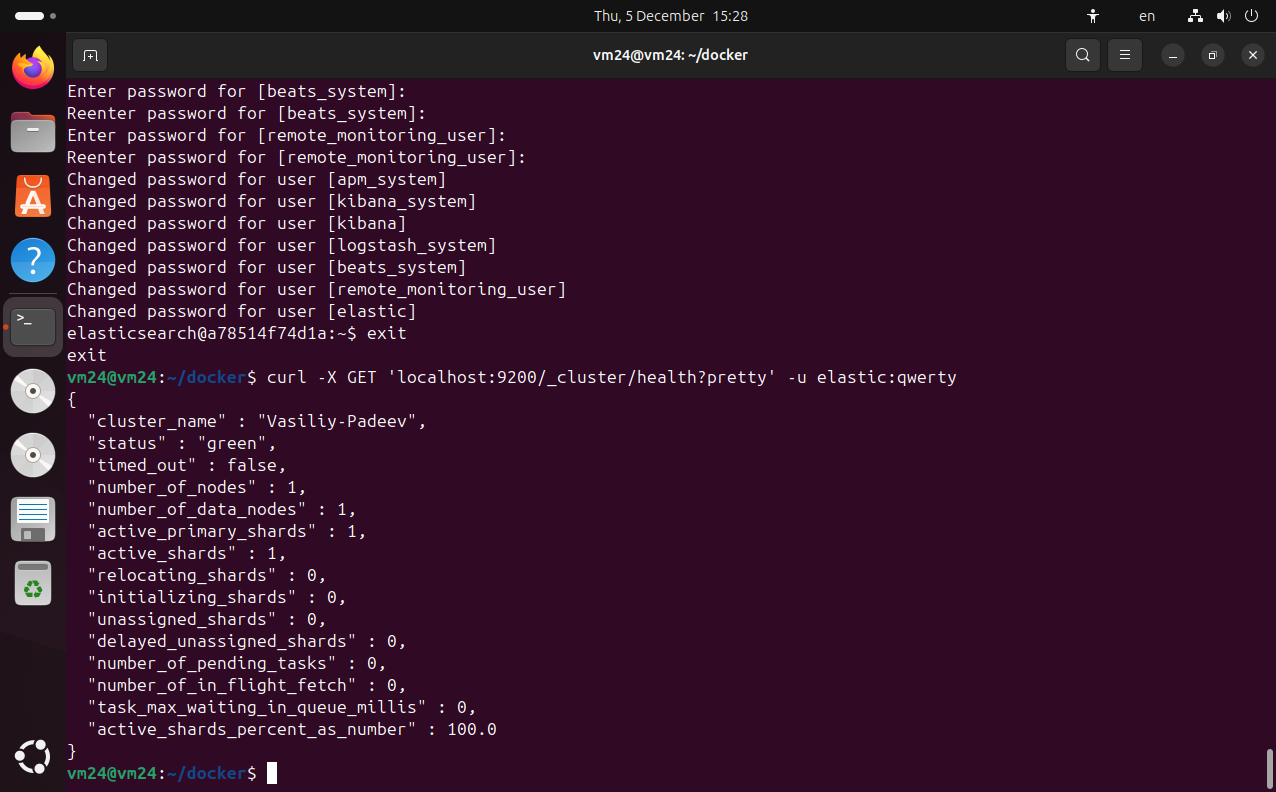 Thu, 5 December 15:28
en
vm24@vm24: ~/docker
Enter password for [beats_system]:
Reenter password for [beats_system]:
Enter password for [remote_monitoring_user]:
Reenter password for [remote_monitoring_user]:
Changed password for user [apm_system]
Changed password for user [kibana_system]
Changed password for user [kibana]
Changed password for user [logstash_system]
Changed password for user [beats_system]
Changed password for user [remote_monitoring_user]
Changed password for user [elastic]
elasticsearch@a78514f74d1a:~$ exit
exit
vm24@vm24:~/docker$ curl -X GET 'localhost:9200/_cluster/health?pretty' -u elastic:qwerty
{
  "cluster_name" : "Vasiliy-Padeev",
  "status" : "green",
  "timed_out" : false,
  "number_of_nodes" : 1,
  "number_of_data_nodes" : 1,
  "active_primary_shards" : 1,
  "active_shards" : 1,
  "relocating_shards" : 0,
  "initializing_shards" : 0,
  "unassigned_shards" : 0,
  "delayed_unassigned_shards" : 0,
  "number_of_pending_tasks" : 0,
  "number_of_in_flight_fetch" : 0,
  "task_max_waiting_in_queue_millis" : 0,
  "active_shards_percent_as_number" : 100.0
}
vm24@vm24:~/docker$